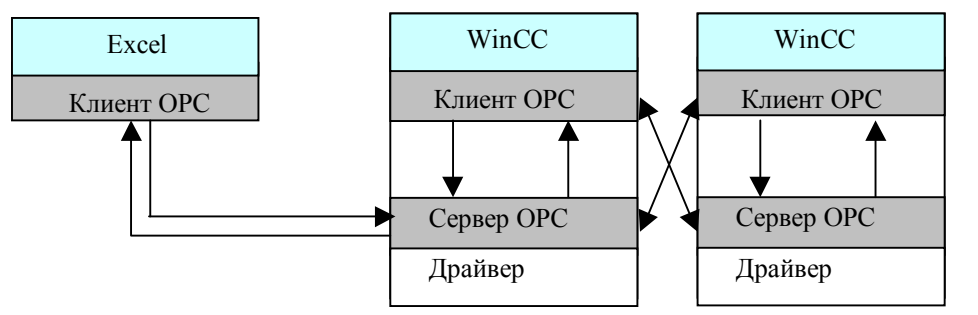 Excel
Клиент OPC
WinCC
Клиент OPC
Сервер OPC
Драйвер
WinCC
Клиент OPC
Сервер OPC
Драйвер